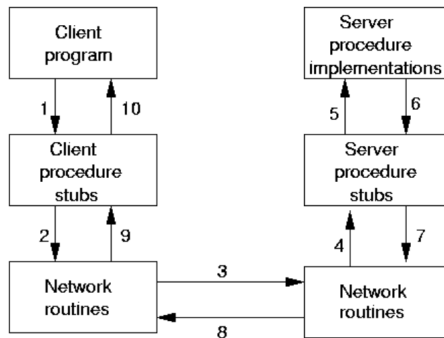 Client
program
Server
procedure
implementations
1
10
5
6
Client
procedure
stubs
Server
procedure
stubs
2
9
4
7
3
Network
routines
Network
routines
8